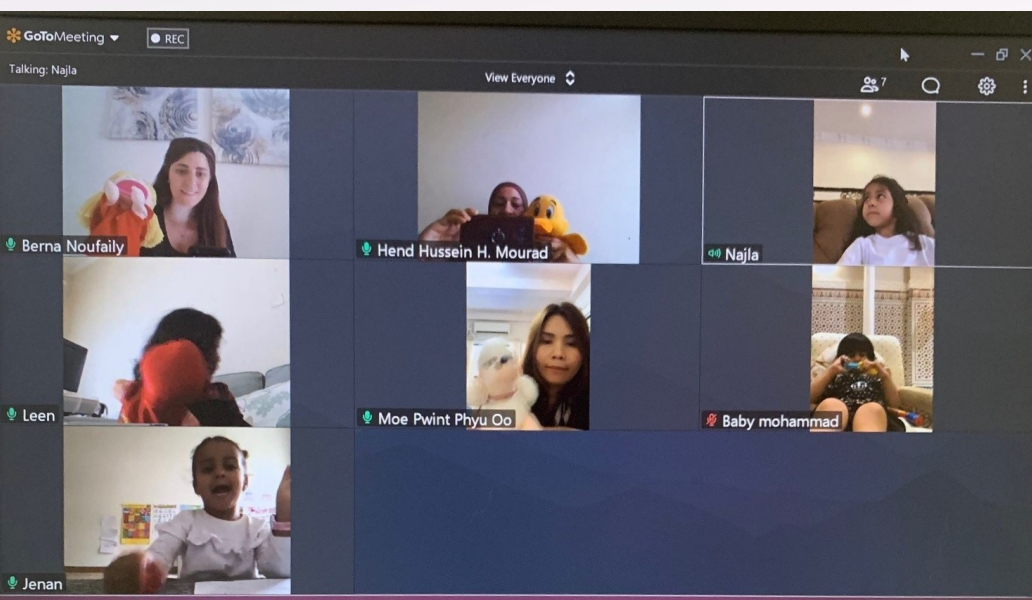 GoToMeeting
REC
Talking: Najla
View Everyone
7
Berna Noufaily
Hend Hussein H. Mourad
Najla
Leen
Moe Pwint Phyu Oo
Baby mohammad
Jenan